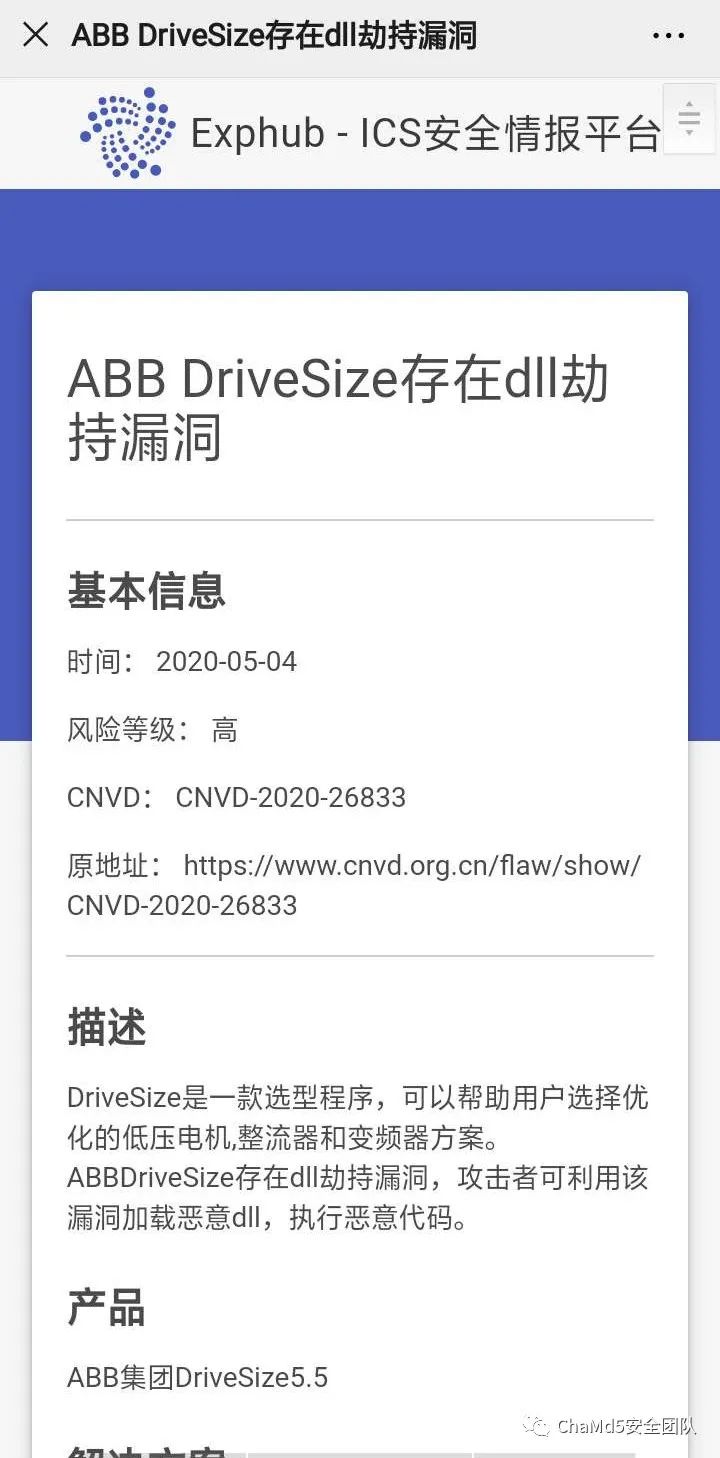 ABB DriveSize存在dll劫持漏洞
Exphub - ICS安全情报平台
ABB DriveSize存在dll劫
持漏洞
基本信息
时间： 2020-05-04
风险等级： 高
CNVD： CNVD-2020-26833
原地址： https://www.cnvd.org.cn/flaw/show/
CNVD-2020-26833
描述
DriveSize是一款选型程序，可以帮助用户选择优
化的低压电机,整流器和变频器方案。
ABBDriveSize存在dll劫持漏洞，攻击者可利用该
漏洞加载恶意dll，执行恶意代码。
产品
ABB集团DriveSize5.5
ChaMd5安全团队
解决方案